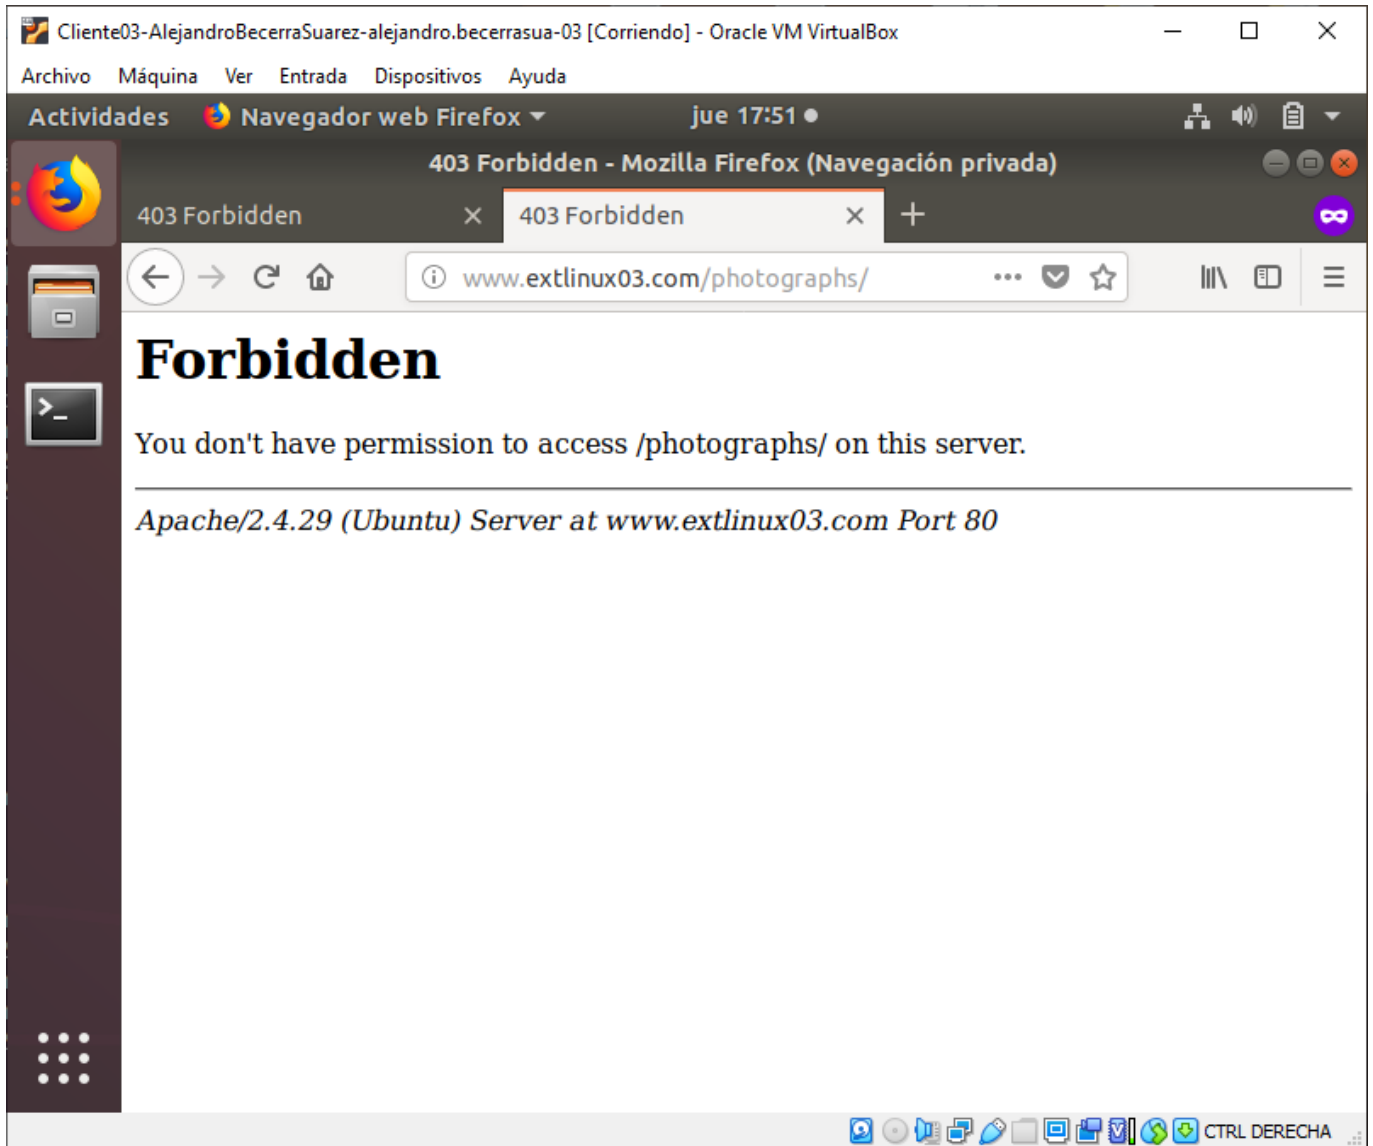 Cliente03-AlejandroBecerraSuarez-alejandro.becerrasua-03 [Corriendo] - Oracle VM VirtualBox
Archivo Máquina Ver Entrada Dispositivos Ayuda
Actividades Navegador web Firefox jue 17:51
403 Forbidden - Mozilla Firefox (Navegación privada)
403 Forbidden 403 Forbidden
www.extlinux03.com/photographs/
Forbidden
You don't have permission to access /photographs/ on this server.
Apache/2.4.29 (Ubuntu) Server at www.extlinux03.com Port 80
CTRL DERECHA